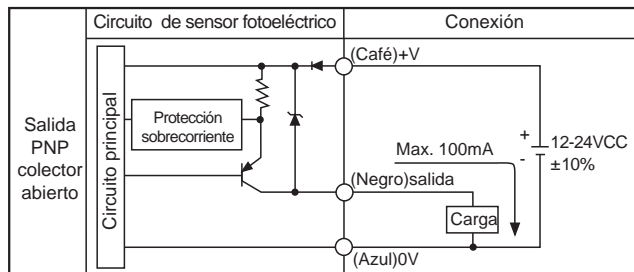 Circuito de sensor fotoeléctrico
Conexión
Salida
PNP
colector
abierto
Circuito principal
Protección
sobrecorriente
(Café)+V
Max. 100mA
+
-
12-24VCC
±10%
(Negro)salida
Carga
(Azul)0V